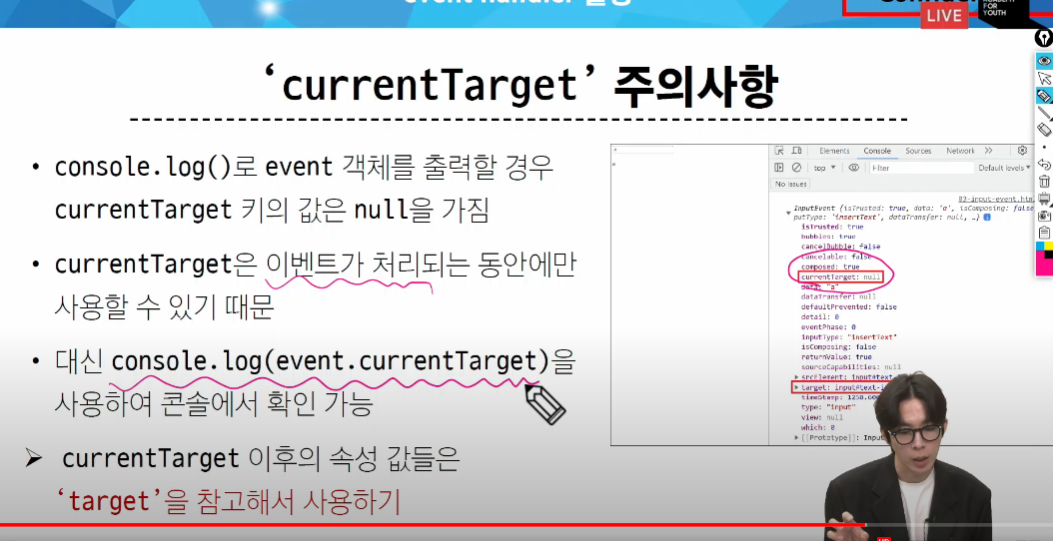 LIVE
FOR
YOUTH
‘currentTarget’ 주의사항
• console.log()로 event 객체를 출력할 경우
currentTarget 키의 값은 null을 가짐
• currentTarget은 이벤트가 처리되는 동안에만
사용할 수 있기 때문
• 대신 console.log(event.currentTarget)을
사용하여 콘솔에서 확인 가능
➢ currentTarget 이후의 속성 값들은
‘target’을 참고해서 사용하기
Elements Console Sources Network
top Filter Default levels
No Issues
02-input-event.htm
InputEvent {isTrusted: true, data: 'a', isComposing: false
putType: 'insertText', dataTransfer: null, …}
isTrusted: true
bubbles: true
cancelBubble: false
cancelable: false
composed: true
currentTarget: null
data: "a"
dataTransfer: null
defaultPrevented: false
detail: 0
eventPhase: 0
inputType: "insertText"
isComposing: false
returnValue: true
sourceCapabilities: null
srcElement: input#text-
target: input#text-i
timeStamp: 1258.600
type: "input"
view: null
which: 0
[[Prototype]]: Inpu